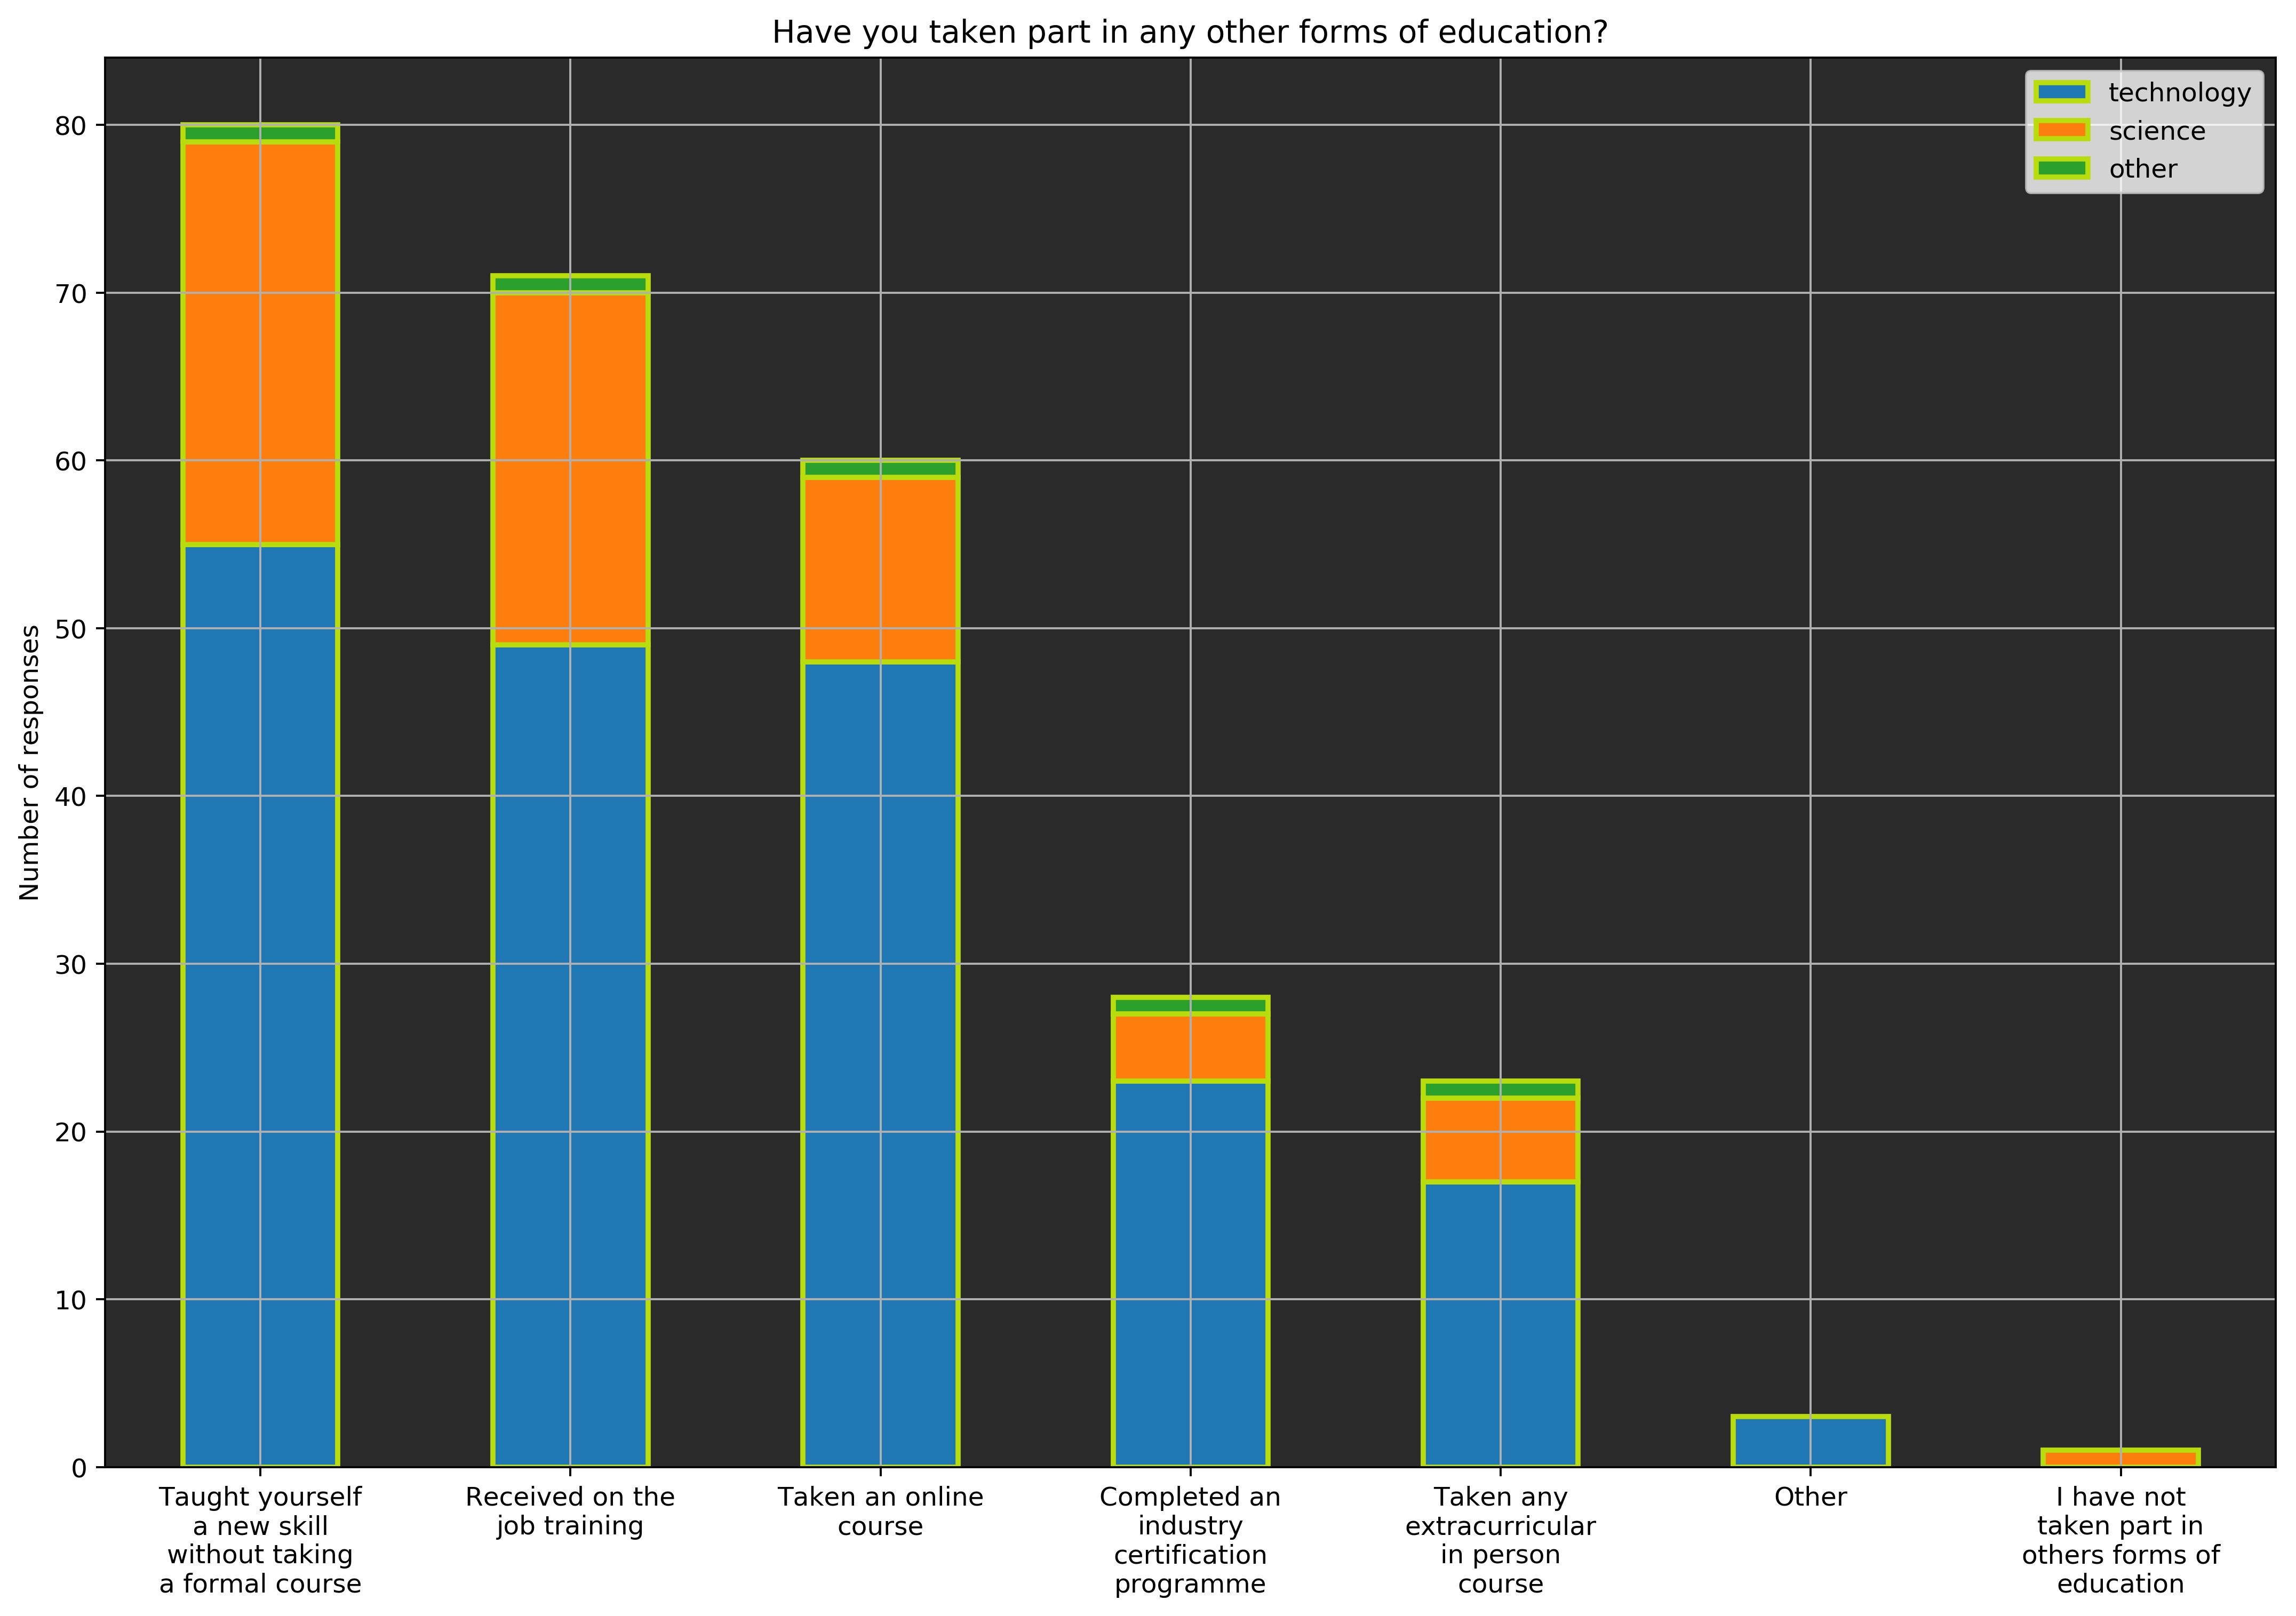 Have you taken part in any other forms of education?
technology
science
other
80
70
60
50
40
30
20
10
0
Number of responses
Taught yourself
a new skill
without taking
a formal course
Received on the
job training
Taken an online
course
Completed an
industry
certification
programme
Taken any
extracurricular
in person
course
Other
I have not
taken part in
others forms of
education